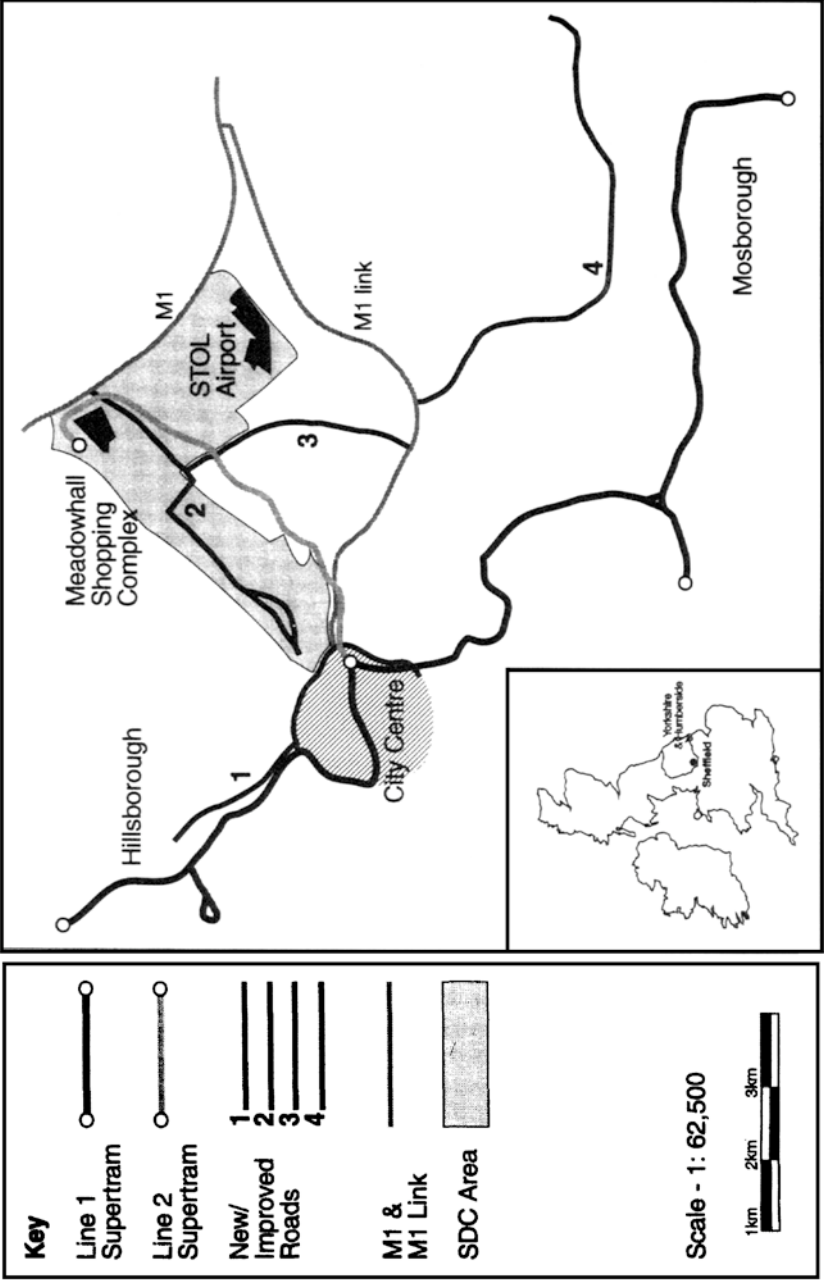 Key
Line 1
Supertram
Line 2
Supertram
New/
Improved
Roads
1
2
3
4
M1 &
M1 Link
SDC Area
Scale - 1: 62,500
1km
2km
3km
Hillsborough
1
Meadowhall
Shopping
Complex
2
M1
STOL
Airport
3
M1 link
City Centre
4
Mosborough
Yorkshire
& Humberside
Sheffield